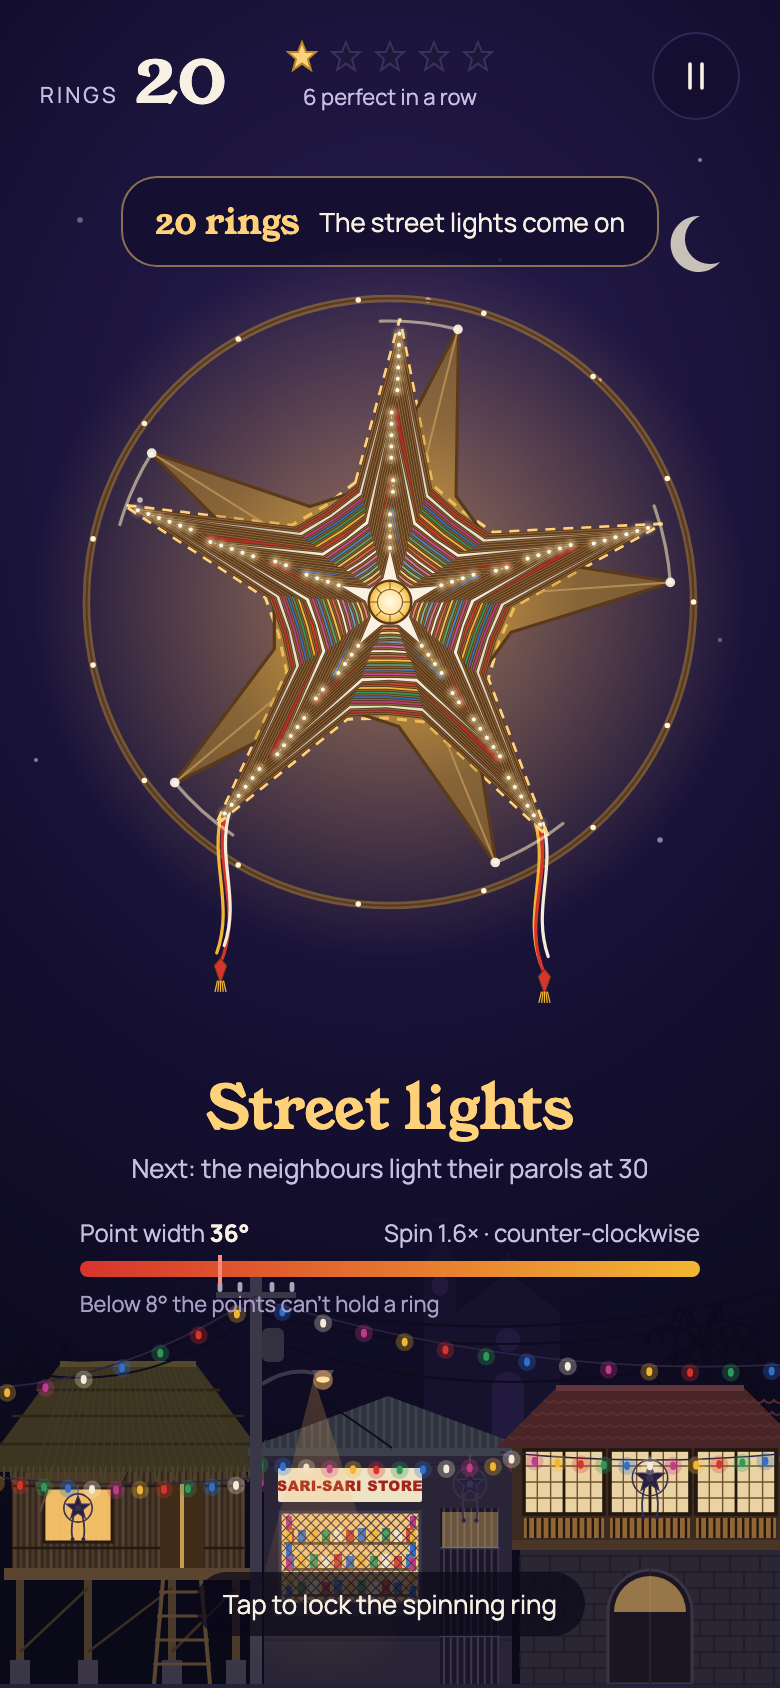 RINGS 20
6 perfect in a row
20 rings The street lights come on
Street lights
Next: the neighbours light their parols at 30
Point width 36° Spin 1.6× · counter-clockwise
Below 8° the points can't hold a ring
SARI-SARI STORE
Tap to lock the spinning ring